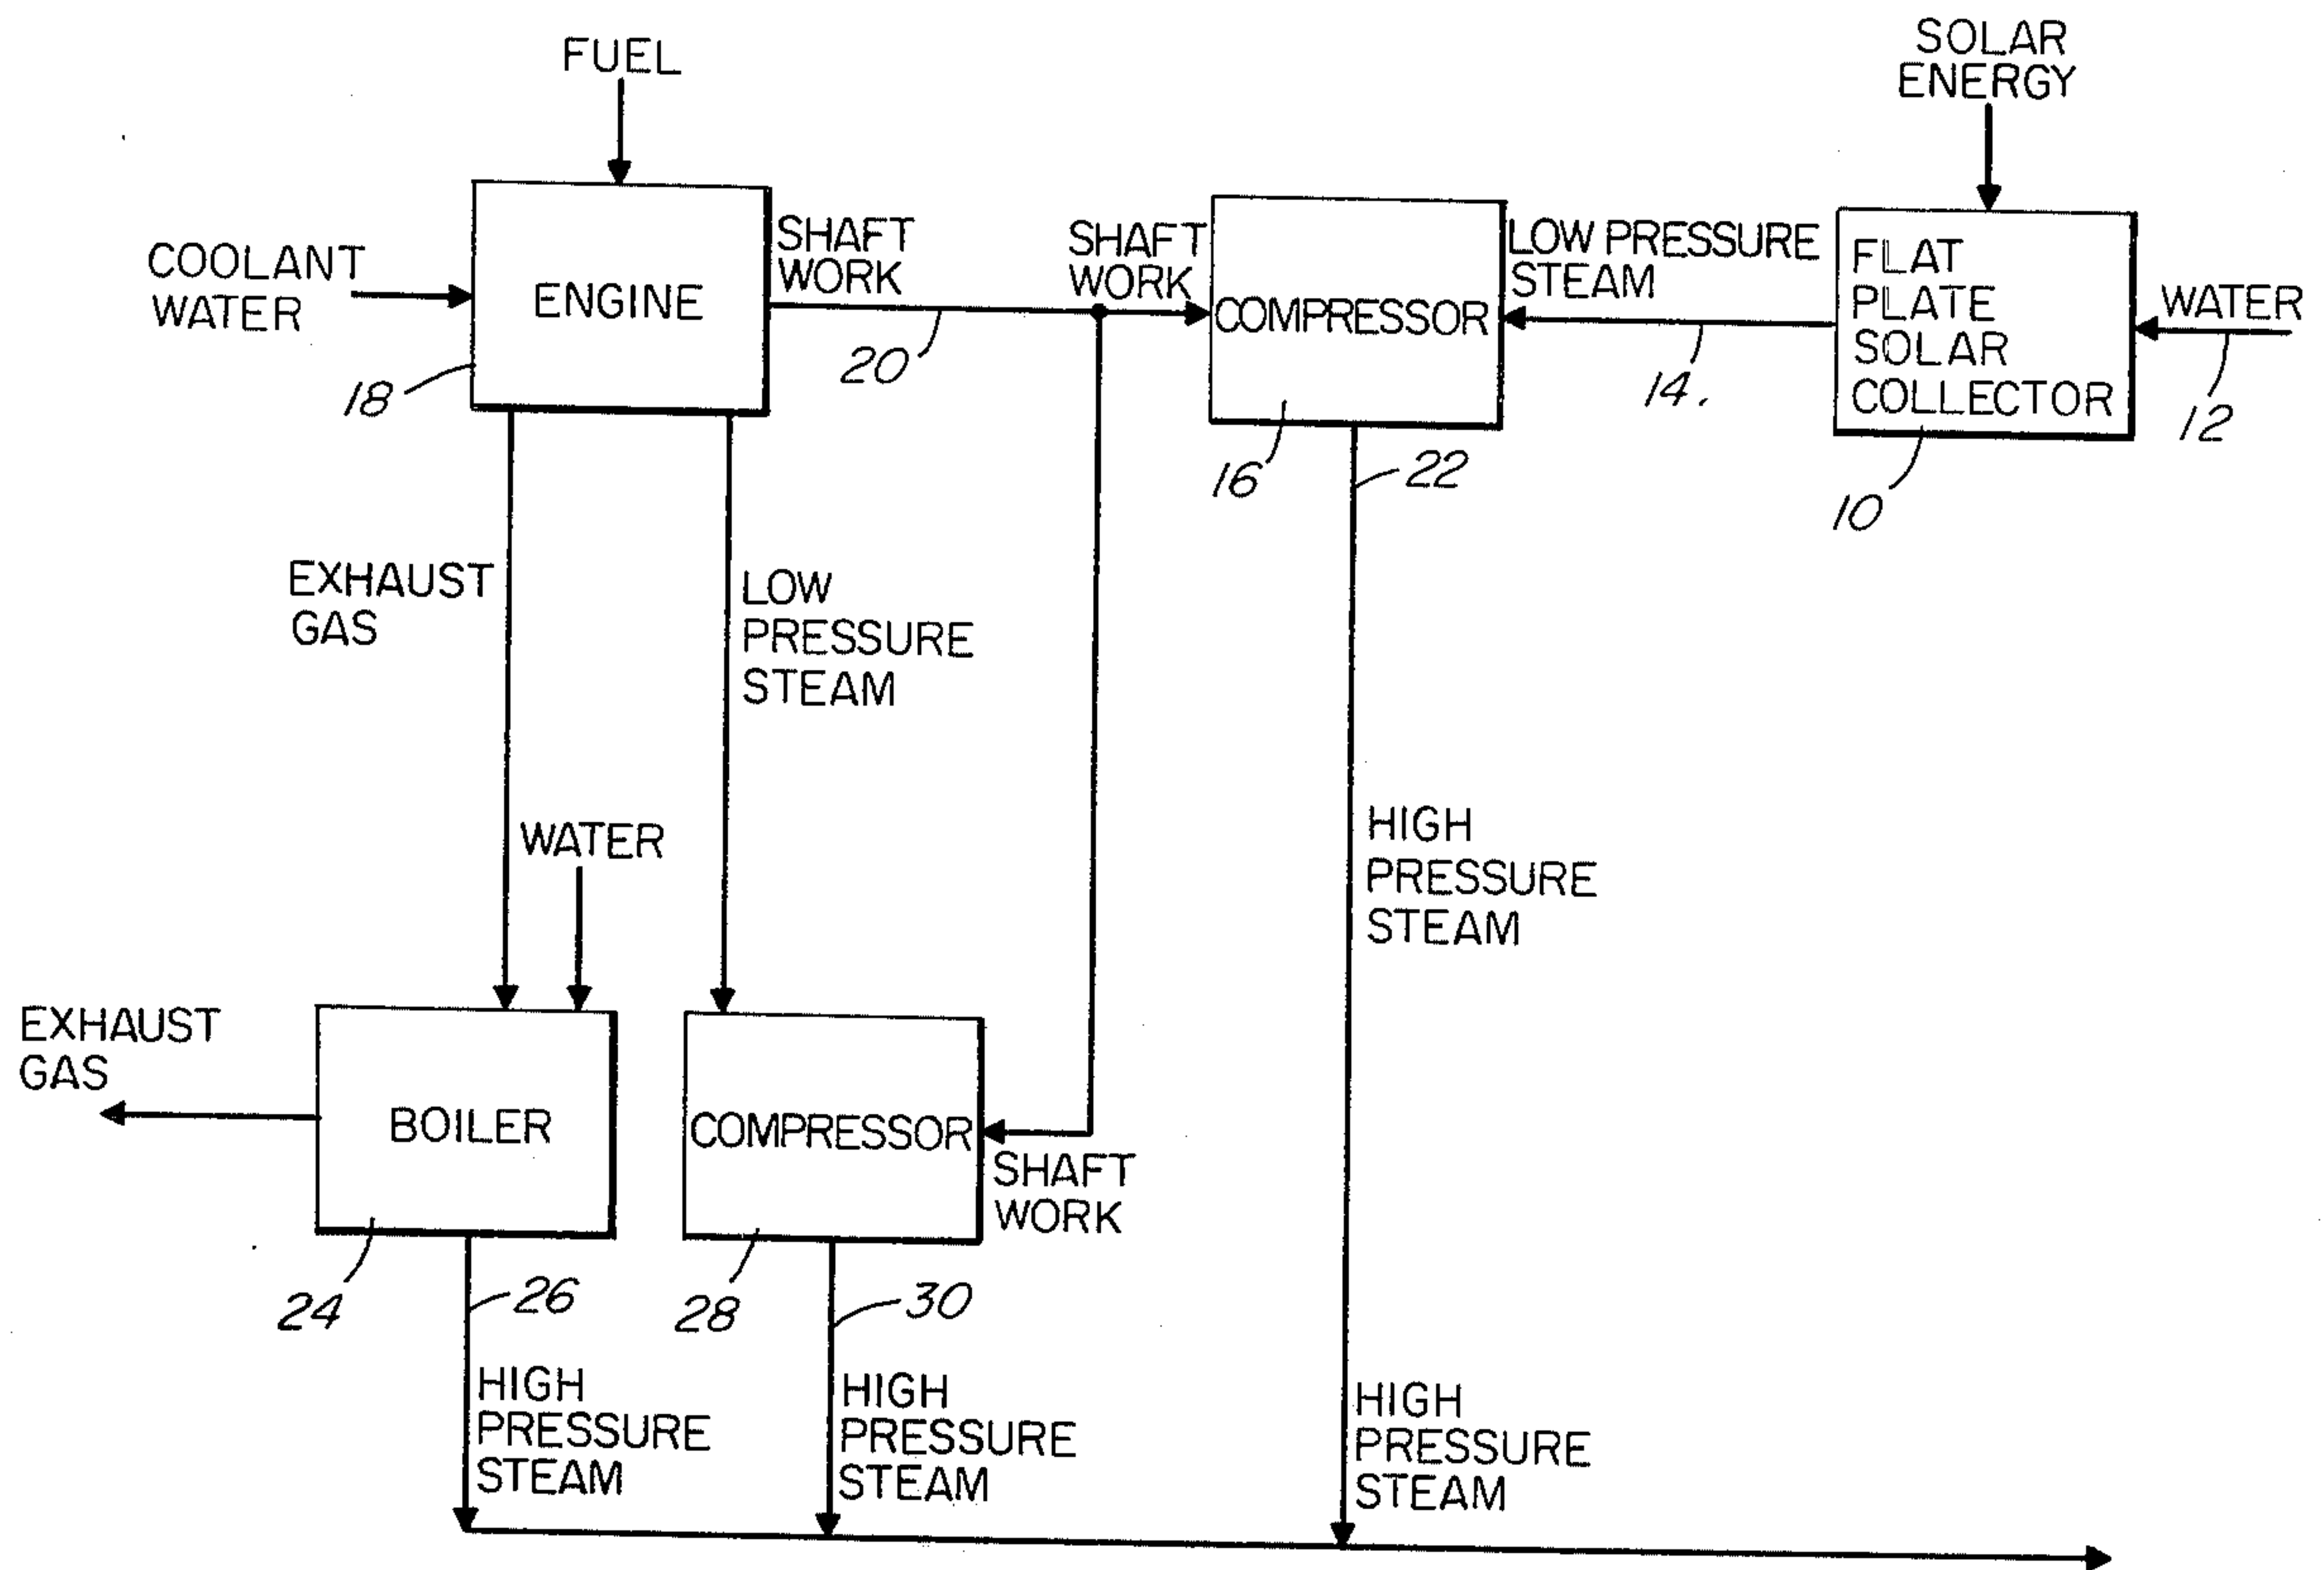 FUEL
SOLAR
ENERGY
COOLANT
WATER
ENGINE
SHAFT
WORK
SHAFT
WORK
COMPRESSOR
LOW PRESSURE
STEAM
FLAT
PLATE
SOLAR
COLLECTOR
WATER
18
20
16
22
14
10
12
EXHAUST
GAS
LOW
PRESSURE
STEAM
WATER
HIGH
PRESSURE
STEAM
EXHAUST
GAS
BOILER
COMPRESSOR
SHAFT
WORK
24
26
28
30
HIGH
PRESSURE
STEAM
HIGH
PRESSURE
STEAM
HIGH
PRESSURE
STEAM